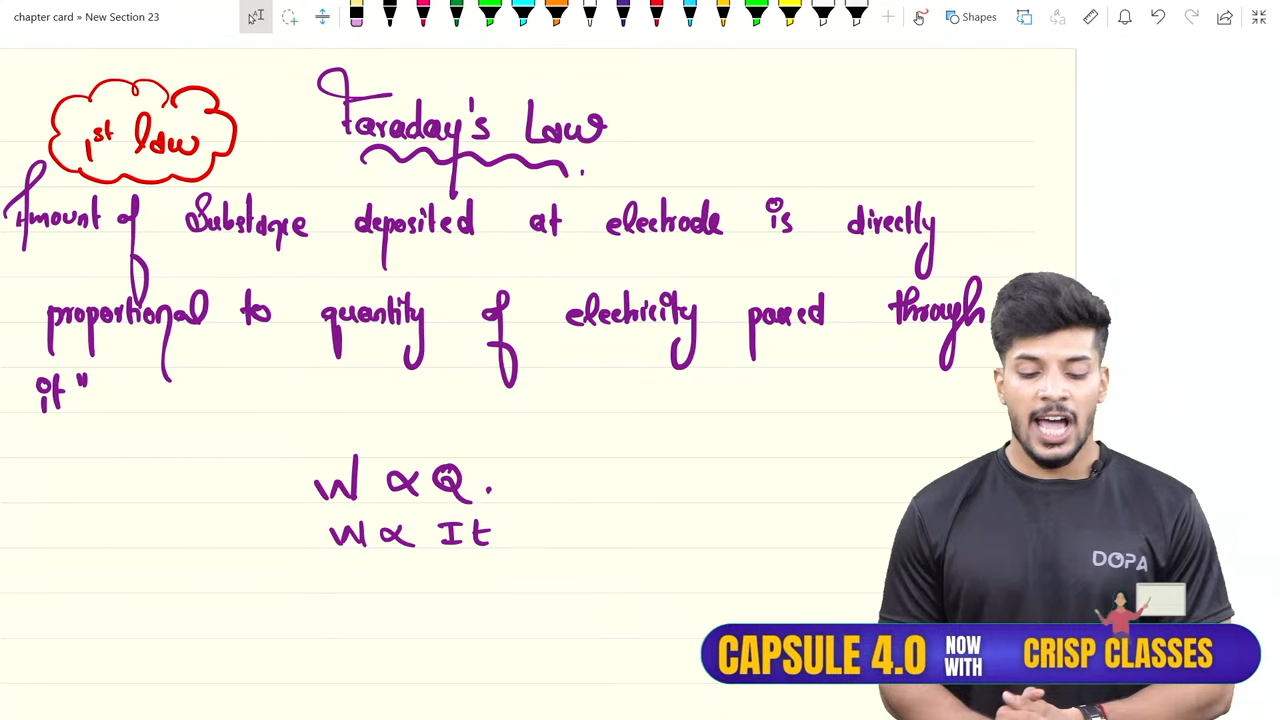 chapter card » New Section 23
Shapes
1st law
Faraday's Law
Amount of Substance deposited at electrode is directly
proportional to quantity of electricity passed through
it"
W ∝ Q.
W ∝ It
DOPA
CAPSULE 4.0 NOW WITH CRISP CLASSES